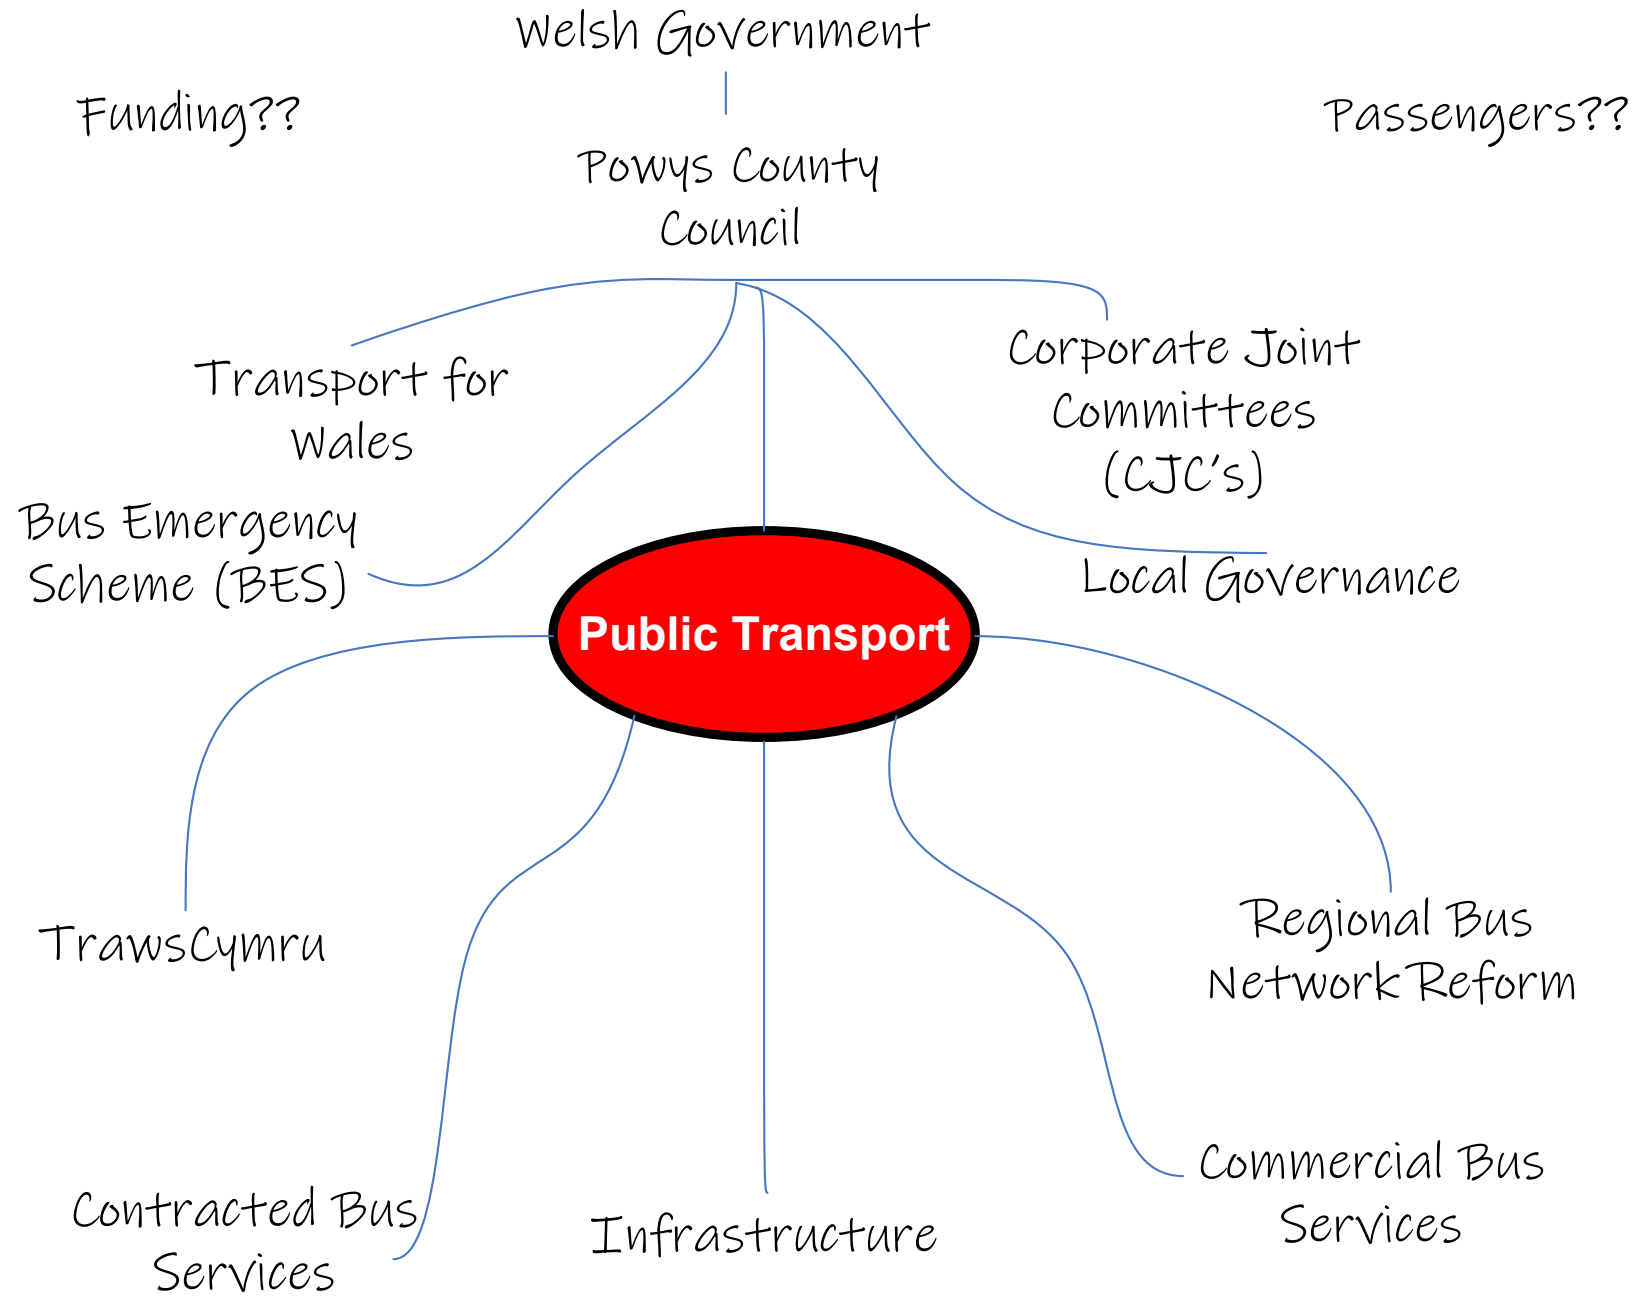 Welsh Government
Funding??
Passengers??
Powys County
Council
Transport for
Wales
Corporate Joint
Committees
(CJC's)
Bus Emergency
Scheme (BES)
Local Governance
Public Transport
TrawsCymru
Regional Bus
Network Reform
Contracted Bus
Services
Infrastructure
Commercial Bus
Services